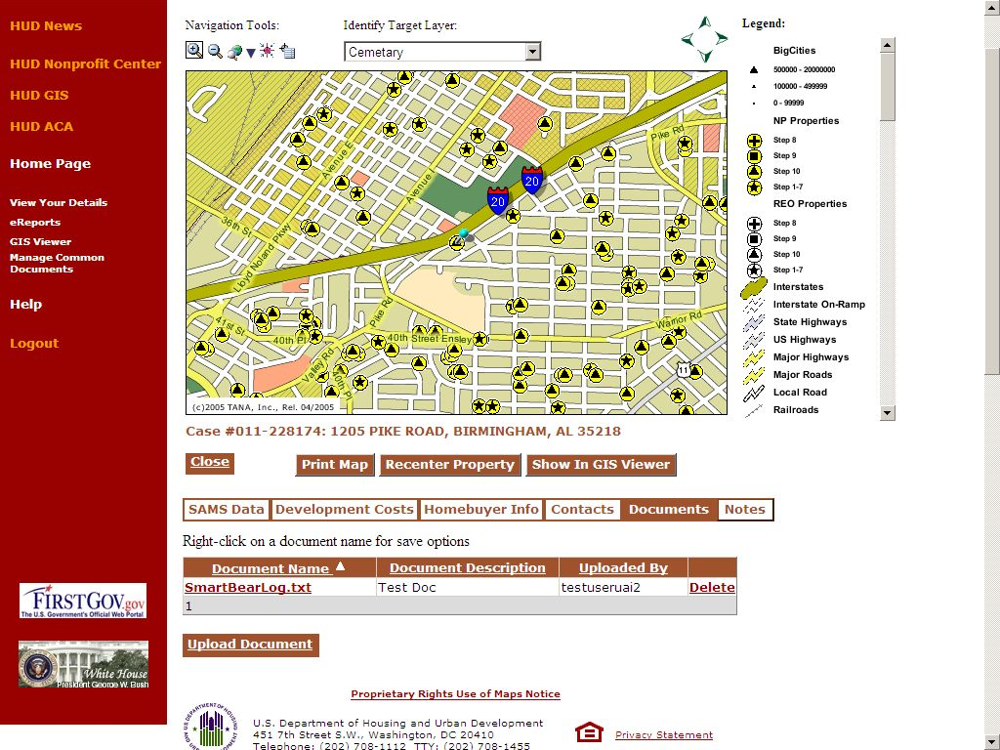 HUD News
HUD Nonprofit Center
HUD GIS
HUD ACA
Home Page
View Your Details
eReports
GIS Viewer
Manage Common
Documents
Help
Logout
FIRSTGOV.gov
The U.S. Government's Official Web Portal
White House
President George W. Bush
Navigation Tools:
Identify Target Layer:
Cemetary
Avenue E
Avenue I
Pike Rd
20
20
36th St
Lloyd Noland Pkwy
Pike Rd
41st St
40th Pl
40th Street Ensley
Valley Rd
40th Pl
Warrior Rd
11
(c)2005 TANA, Inc., Rel. 04/2005
Legend:
BigCities
500000 - 20000000
100000 - 499999
0 - 99999
NP Properties
Step 8
Step 9
Step 10
Step 1-7
REO Properties
Step 8
Step 9
Step 10
Step 1-7
Interstates
Interstate On-Ramp
State Highways
US Highways
Major Highways
Major Roads
Local Road
Railroads
Case #011-228174: 1205 PIKE ROAD, BIRMINGHAM, AL 35218
Close
Print Map
Recenter Property
Show In GIS Viewer
SAMS Data
Development Costs
Homebuyer Info
Contacts
Documents
Notes
Right-click on a document name for save options
Document Name
Document Description
Uploaded By
SmartBearLog.txt
Test Doc
testuseruai2
Delete
1
Upload Document
Proprietary Rights Use of Maps Notice
U.S. Department of Housing and Urban Development
451 7th Street S.W., Washington, DC 20410
Telephone: (202) 708-1112 TTY: (202) 708-1455
Privacy Statement